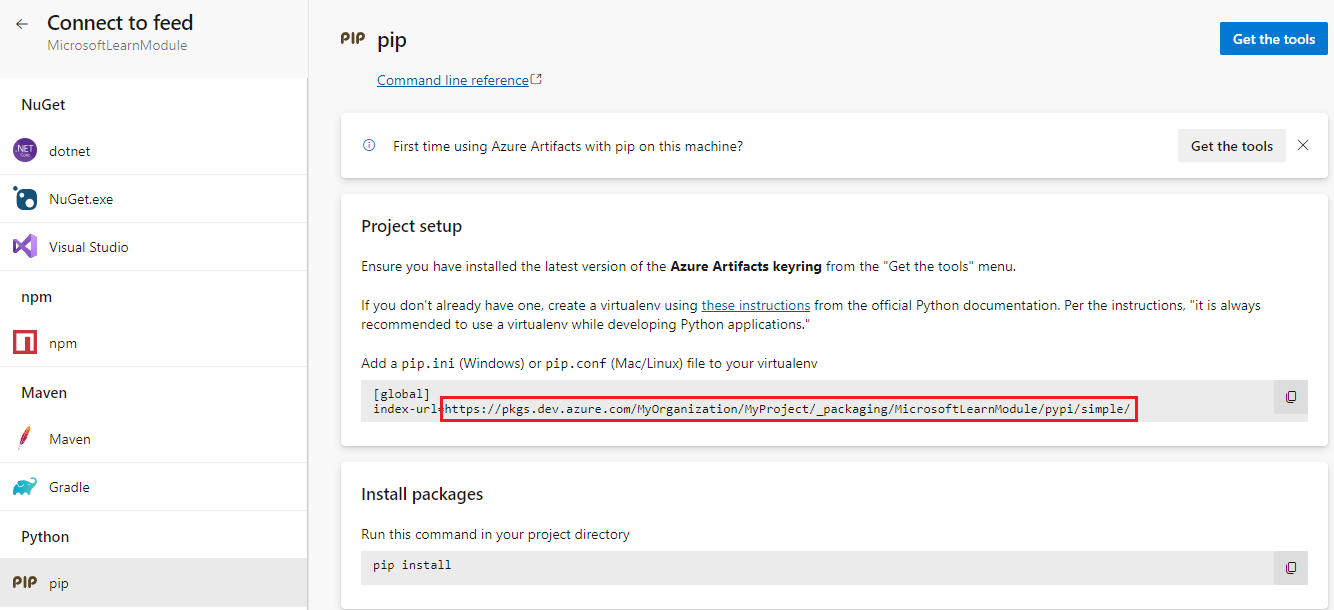 Connect to feed
MicrosoftLearnModule
NuGet
.NET
Core
dotnet
NuGet.exe
Visual Studio
npm
npm
Maven
Maven
Gradle
Python
PIP pip
PIP pip
Get the tools
Command line reference
First time using Azure Artifacts with pip on this machine?
Get the tools
Project setup
Ensure you have installed the latest version of the Azure Artifacts keyring from the "Get the tools" menu.
If you don't already have one, create a virtualenv using these instructions from the official Python documentation. Per the instructions, "it is always
recommended to use a virtualenv while developing Python applications."
Add a pip.ini (Windows) or pip.conf (Mac/Linux) file to your virtualenv
[global]
index-url=https://pkgs.dev.azure.com/MyOrganization/MyProject/_packaging/MicrosoftLearnModule/pypi/simple/
Install packages
Run this command in your project directory
pip install